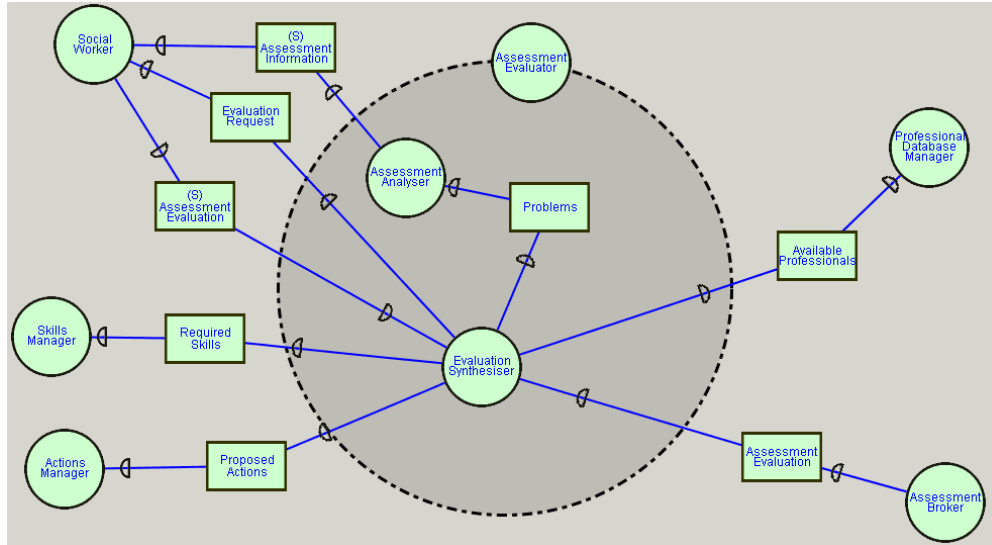 Social
Worker
(S)
Assessment
Information
Assessment
Evaluator
Evaluation
Request
Professional
Database
Manager
Assessment
Analyser
(S)
Assessment
Evaluation
Problems
Available
Professionals
Skills
Manager
Required
Skills
Evaluation
Synthesiser
Actions
Manager
Proposed
Actions
Assessment
Evaluation
Assessment
Broker